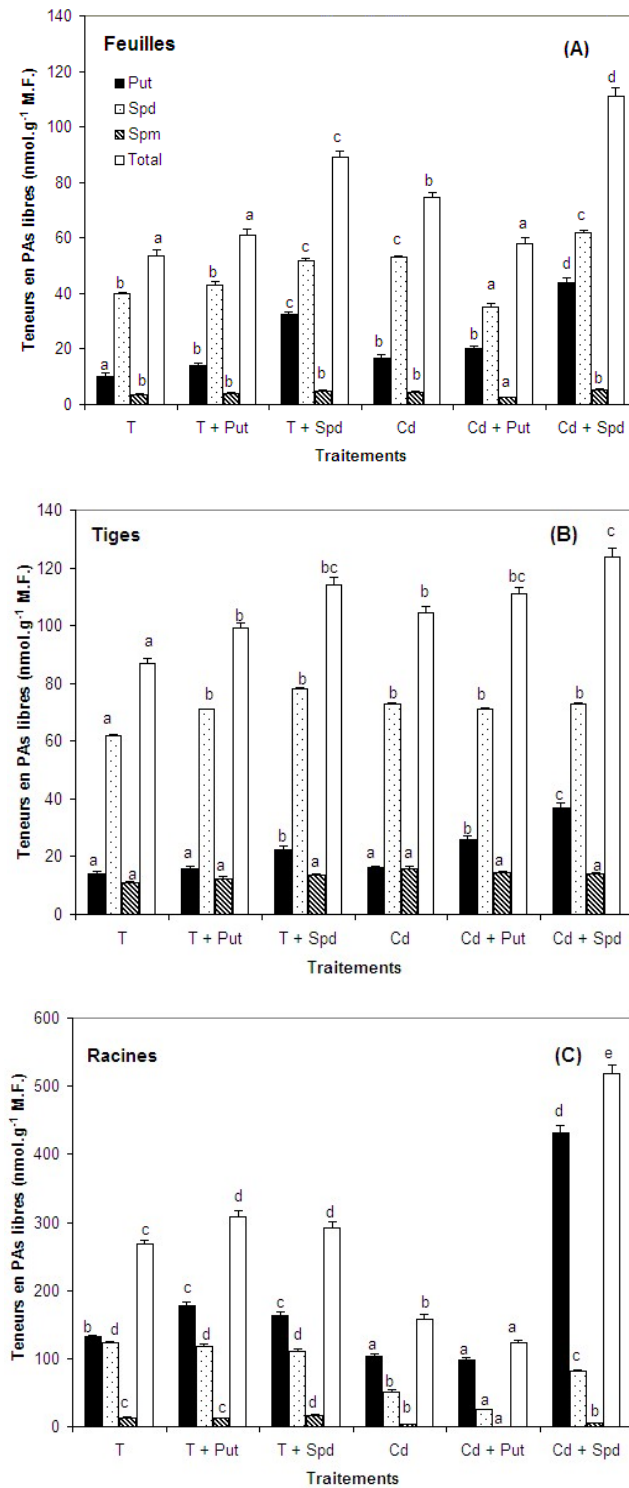 Feuilles
(A)
Put
Spd
Spm
Total
Teneurs en PAs libres (nmol.g⁻¹ M.F.)
140
120
100
80
60
40
20
0
a b b a
b b b a
c c b c
b c b b
b a a a
d c b d
T T + Put T + Spd Cd Cd + Put Cd + Spd
Traitements
Tiges
(B)
Teneurs en PAs libres (nmol.g⁻¹ M.F.)
140
120
100
80
60
40
20
0
a a a a
a b a b
b b a bc
a b a b
b b a bc
c b a c
T T + Put T + Spd Cd Cd + Put Cd + Spd
Traitements
Racines
(C)
Teneurs en PAs libres (nmol.g⁻¹ M.F.)
600
500
400
300
200
100
0
b d c c
c d c d
c d d d
a b b b
a a a a
d c b e
T T + Put T + Spd Cd Cd + Put Cd + Spd
Traitements